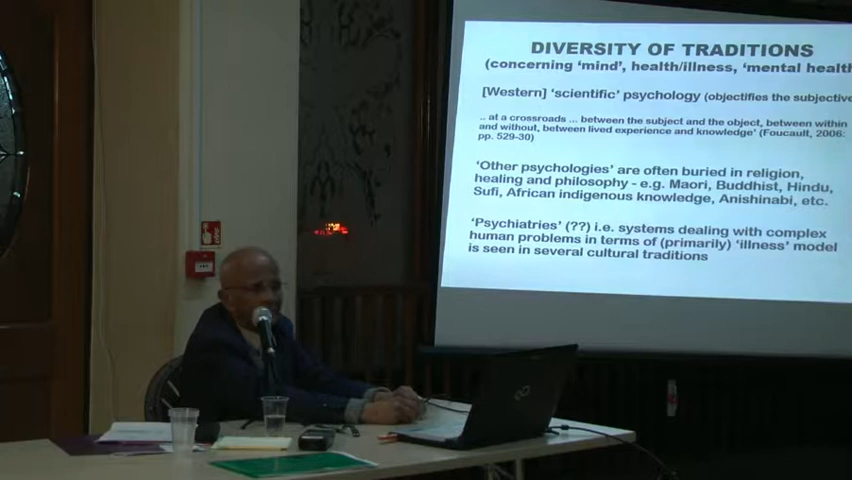 DIVERSITY OF TRADITIONS
(concerning 'mind', health/illness, 'mental health
[Western] 'scientific' psychology (objectifies the subjective
.. at a crossroads ... between the subject and the object, between within
and without, between lived experience and knowledge' (Foucault, 2006:
pp. 529-30)
'Other psychologies' are often buried in religion,
healing and philosophy - e.g. Maori, Buddhist, Hindu,
Sufi, African indigenous knowledge, Anishinabi, etc.
'Psychiatries' (??) i.e. systems dealing with complex
human problems in terms of (primarily) 'illness' model
is seen in several cultural traditions